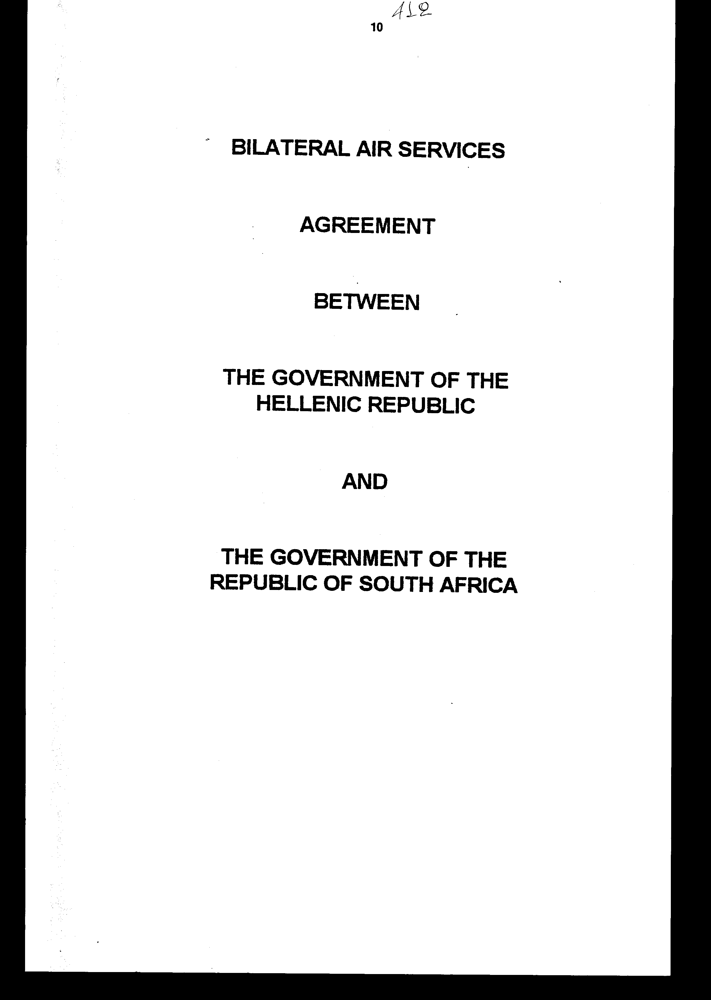 412
10
BILATERAL AIR SERVICES
AGREEMENT
BETWEEN
THE GOVERNMENT OF THE
HELLENIC REPUBLIC
AND
THE GOVERNMENT OF THE
REPUBLIC OF SOUTH AFRICA